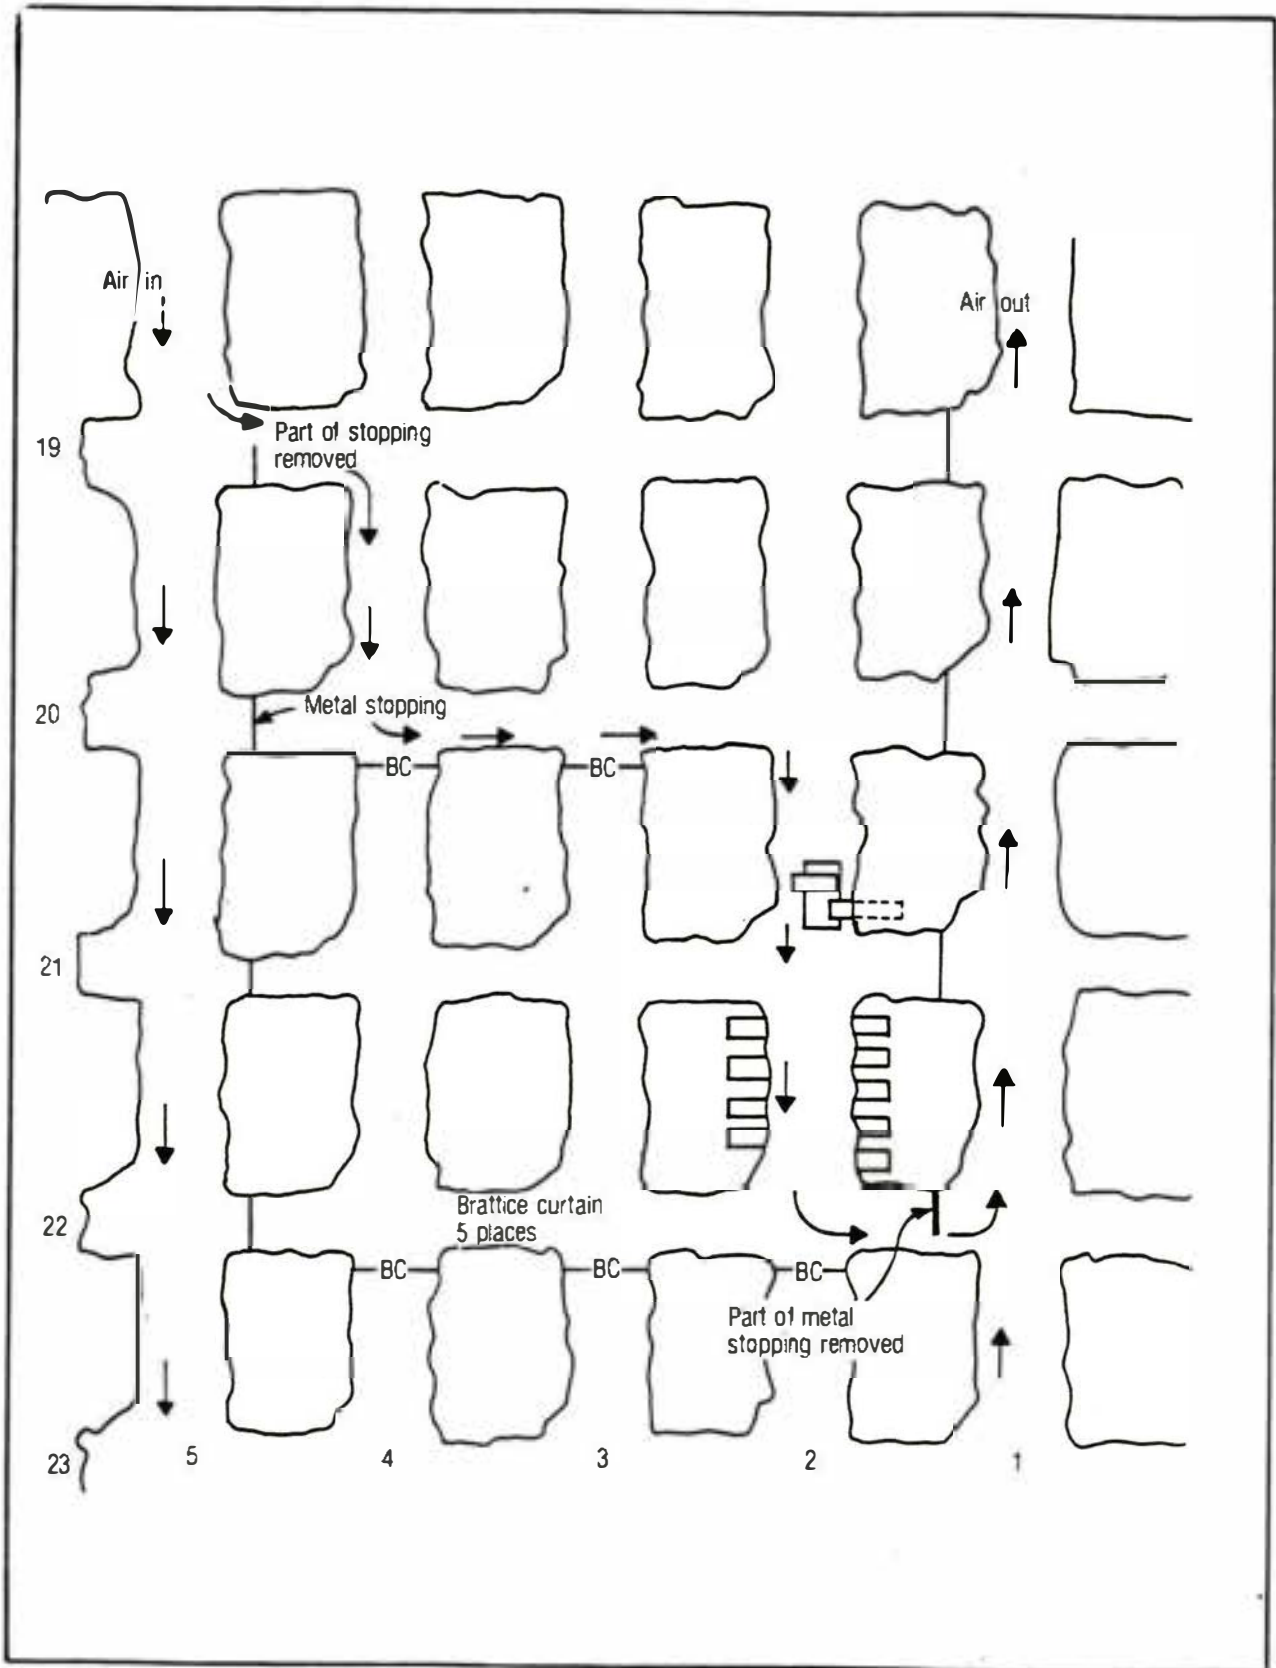 Air in
Air out
19
Part of stopping
removed
20
Metal stopping
BC
BC
21
Brattice curtain
5 places
22
BC
BC
BC
Part of metal
stopping removed
23
5
4
3
2
1